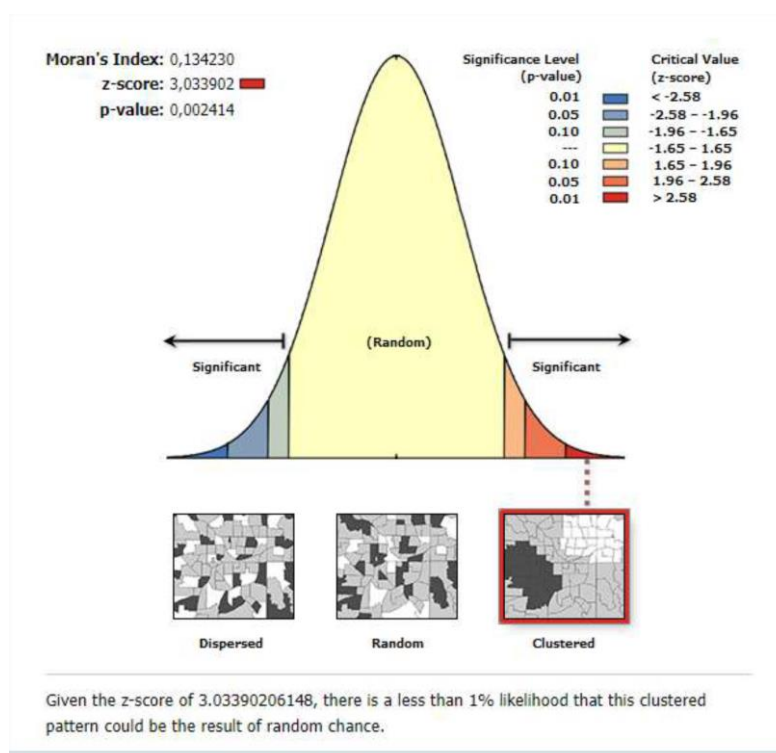 Moran's Index: 0,134230
z-score: 3,033902
p-value: 0,002414
Significance Level
(p-value)
Critical Value
(z-score)
0.01 < -2.58
0.05 -2.58 – -1.96
0.10 -1.96 – -1.65
--- -1.65 – 1.65
0.10 1.65 – 1.96
0.05 1.96 – 2.58
0.01 > 2.58
(Random)
Significant
Significant
Dispersed
Random
Clustered
Given the z-score of 3.03390206148, there is a less than 1% likelihood that this clustered
pattern could be the result of random chance.